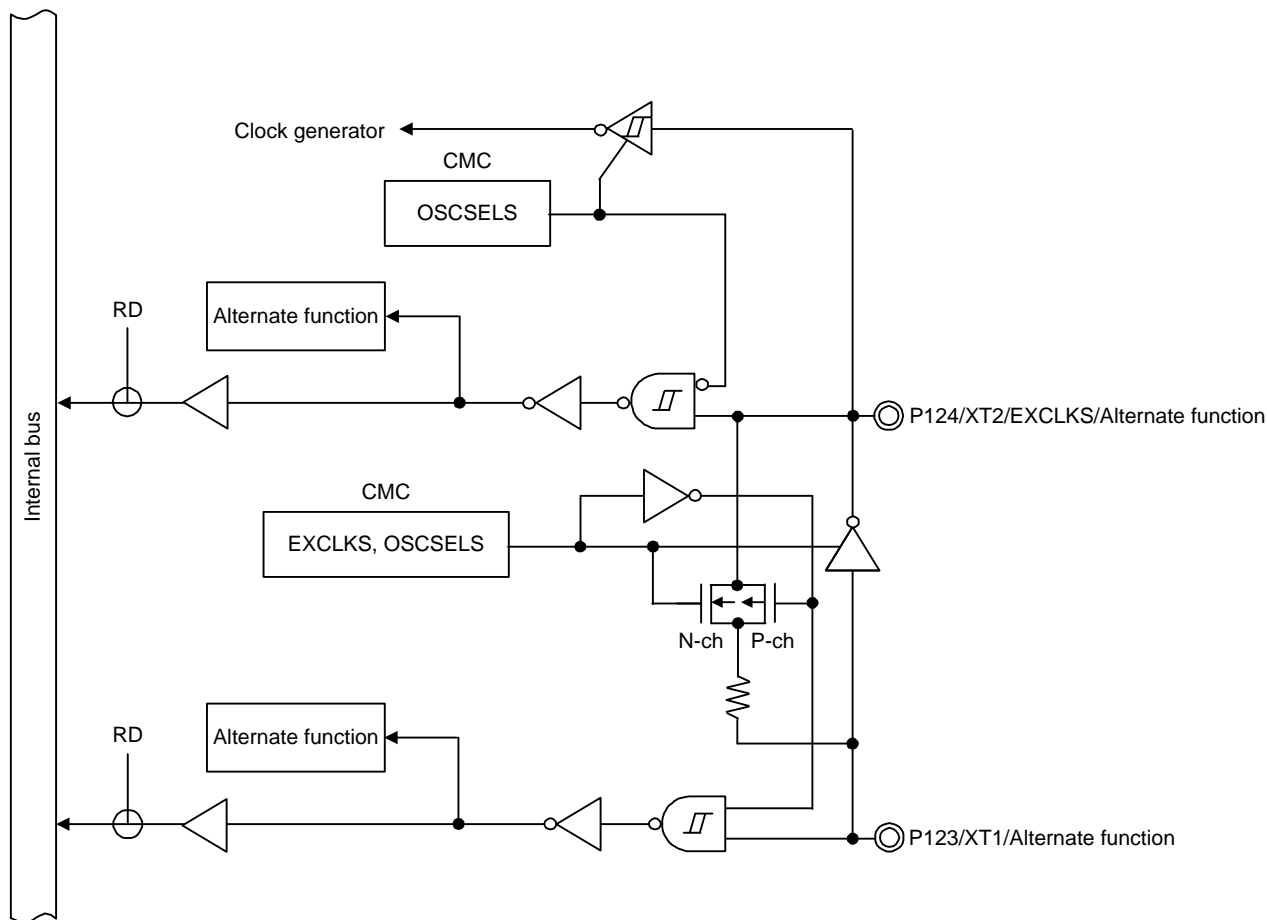 Clock generator
CMC
OSCSELS
RD
Alternate function
P124/XT2/EXCLKS/Alternate function
Internal bus
CMC
EXCLKS, OSCSELS
N-ch
P-ch
RD
Alternate function
P123/XT1/Alternate function